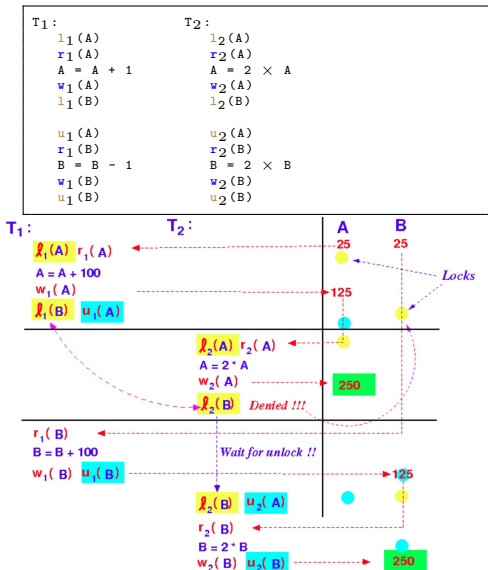 T1: T2:
l1(A) l2(A)
r1(A) r2(A)
A = A + 1 A = 2 × A
w1(A) w2(A)
l1(B) l2(B)
u1(A) u2(A)
r1(B) r2(B)
B = B - 1 B = 2 × B
w1(B) w2(B)
u1(B) u2(B)
T1: T2: A B
25 25
ℓ1(A) r1(A)
A = A + 100
Locks
w1(A) 125
ℓ1(B) u1(A)
ℓ2(A) r2(A)
A = 2 * A
w2(A) 250
ℓ2(B) Denied !!!
r1(B)
B = B + 100 Wait for unlock !!
w1(B) u1(B) 125
ℓ2(B) u2(A)
r2(B)
B = 2 * B
w2(B) u2(B) 250